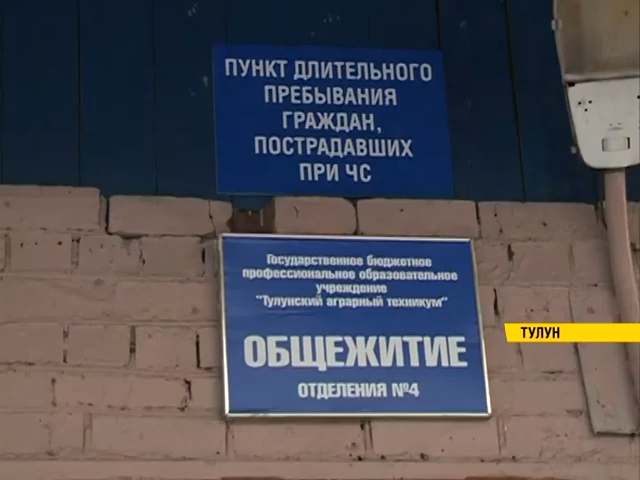 ПУНКТ ДЛИТЕЛЬНОГО
ПРЕБЫВАНИЯ
ГРАЖДАН,
ПОСТРАДАВШИХ
ПРИ ЧС
Государственное бюджетное
профессиональное образовательное
учреждение
"Тулунский аграрный техникум"
ОБЩЕЖИТИЕ
ОТДЕЛЕНИЯ №4
ТУЛУН